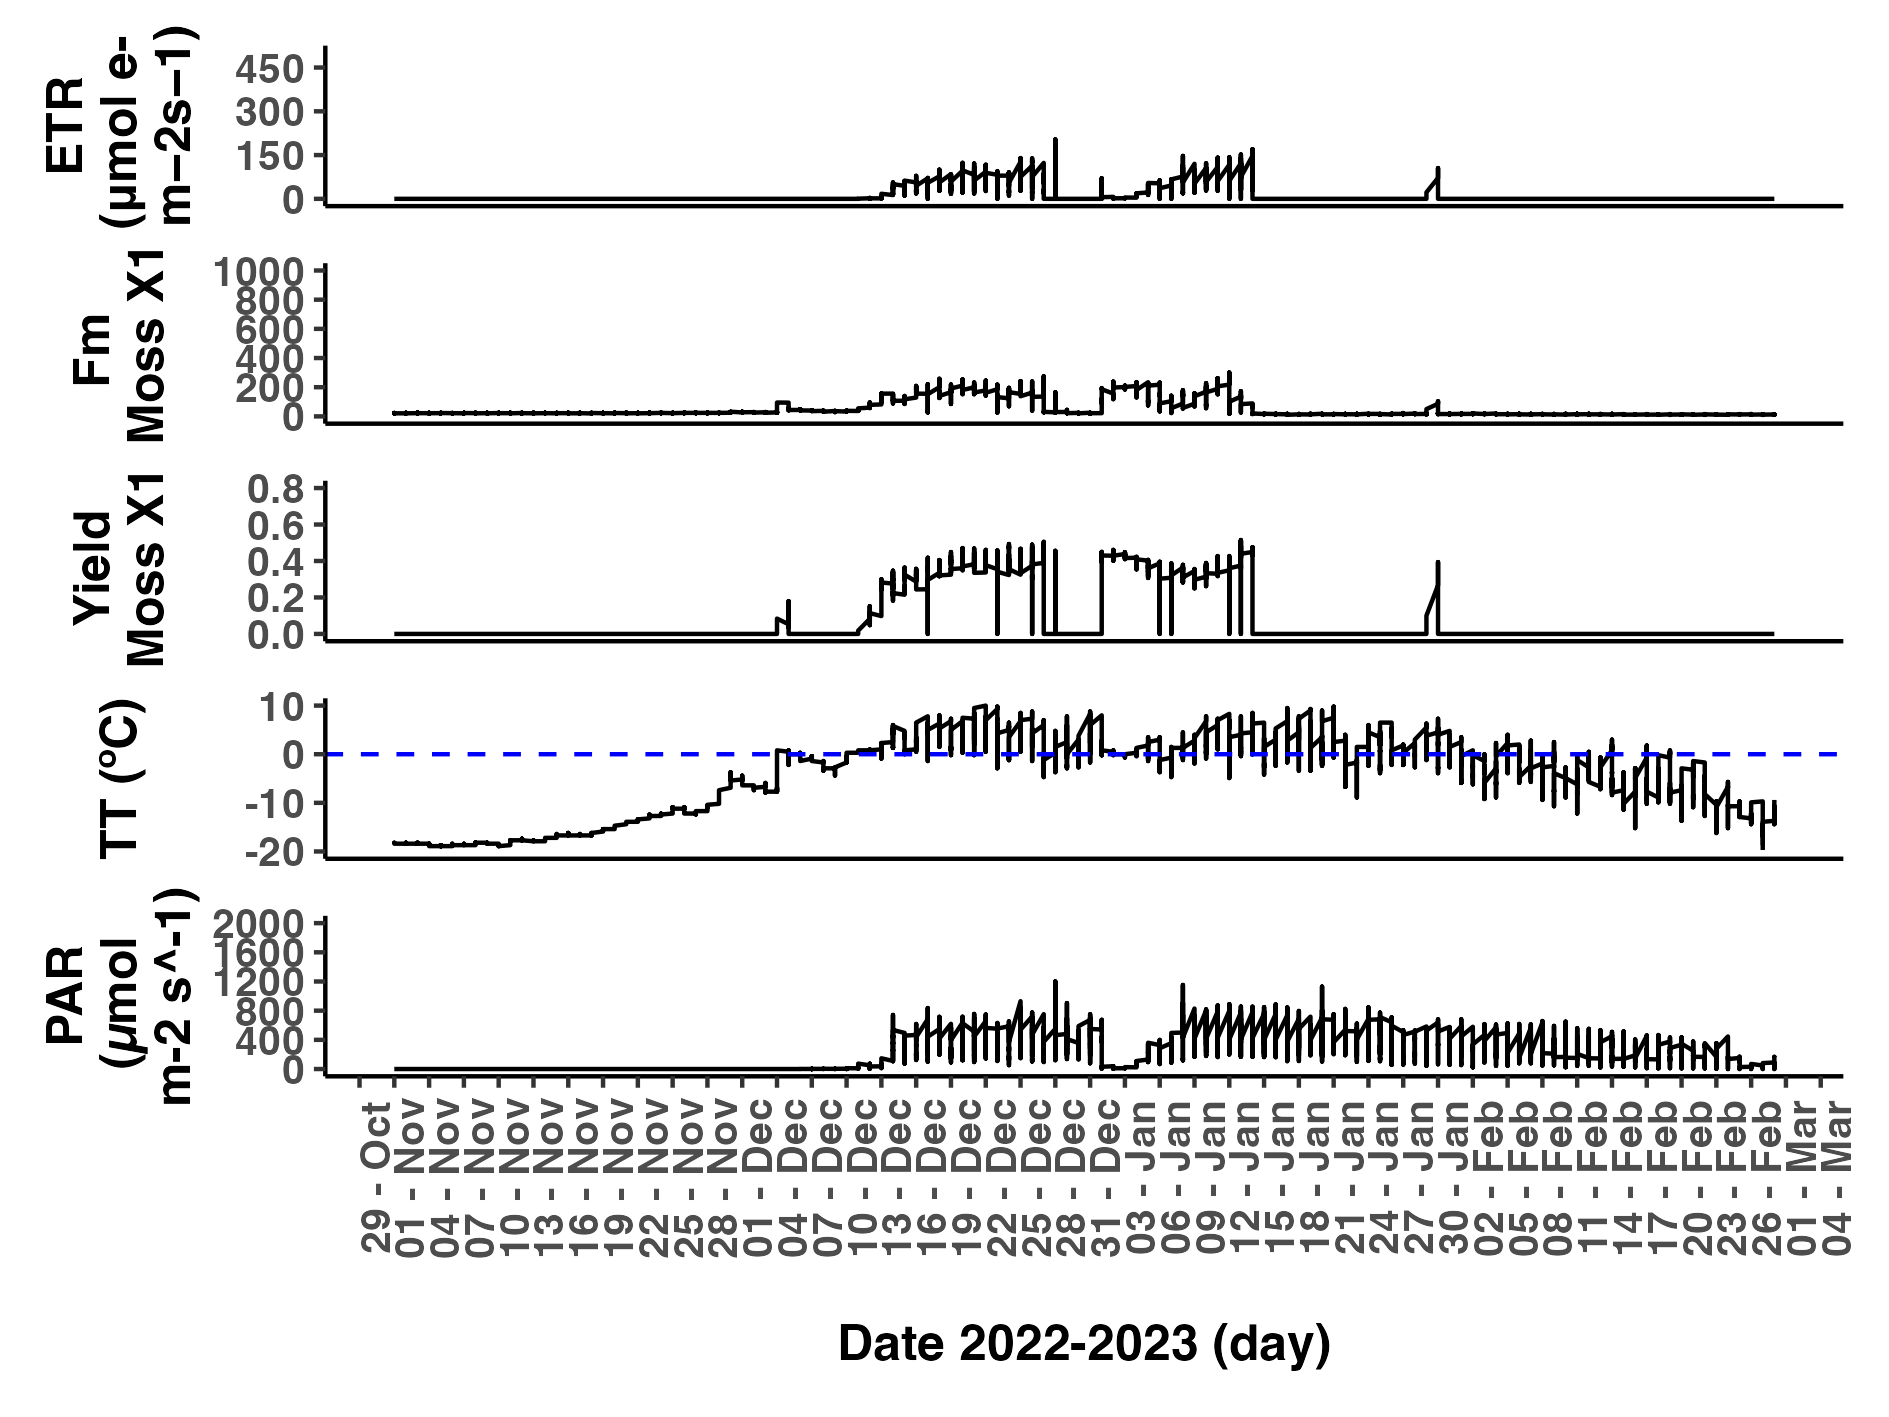 ETR
(µmol e-
m−2s−1)
450
300
150
0
Fm
Moss X1
1000
800
600
400
200
0
Yield
Moss X1
0.8
0.6
0.4
0.2
0.0
TT (ºC)
10
0
-10
-20
PAR
(µmol
m-2 s^-1)
2000
1600
1200
800
400
0
29 - Oct
01 - Nov
04 - Nov
07 - Nov
10 - Nov
13 - Nov
16 - Nov
19 - Nov
22 - Nov
25 - Nov
28 - Nov
01 - Dec
04 - Dec
07 - Dec
10 - Dec
13 - Dec
16 - Dec
19 - Dec
22 - Dec
25 - Dec
28 - Dec
31 - Dec
03 - Jan
06 - Jan
09 - Jan
12 - Jan
15 - Jan
18 - Jan
21 - Jan
24 - Jan
27 - Jan
30 - Jan
02 - Feb
05 - Feb
08 - Feb
11 - Feb
14 - Feb
17 - Feb
20 - Feb
23 - Feb
26 - Feb
01 - Mar
04 - Mar
Date 2022-2023 (day)